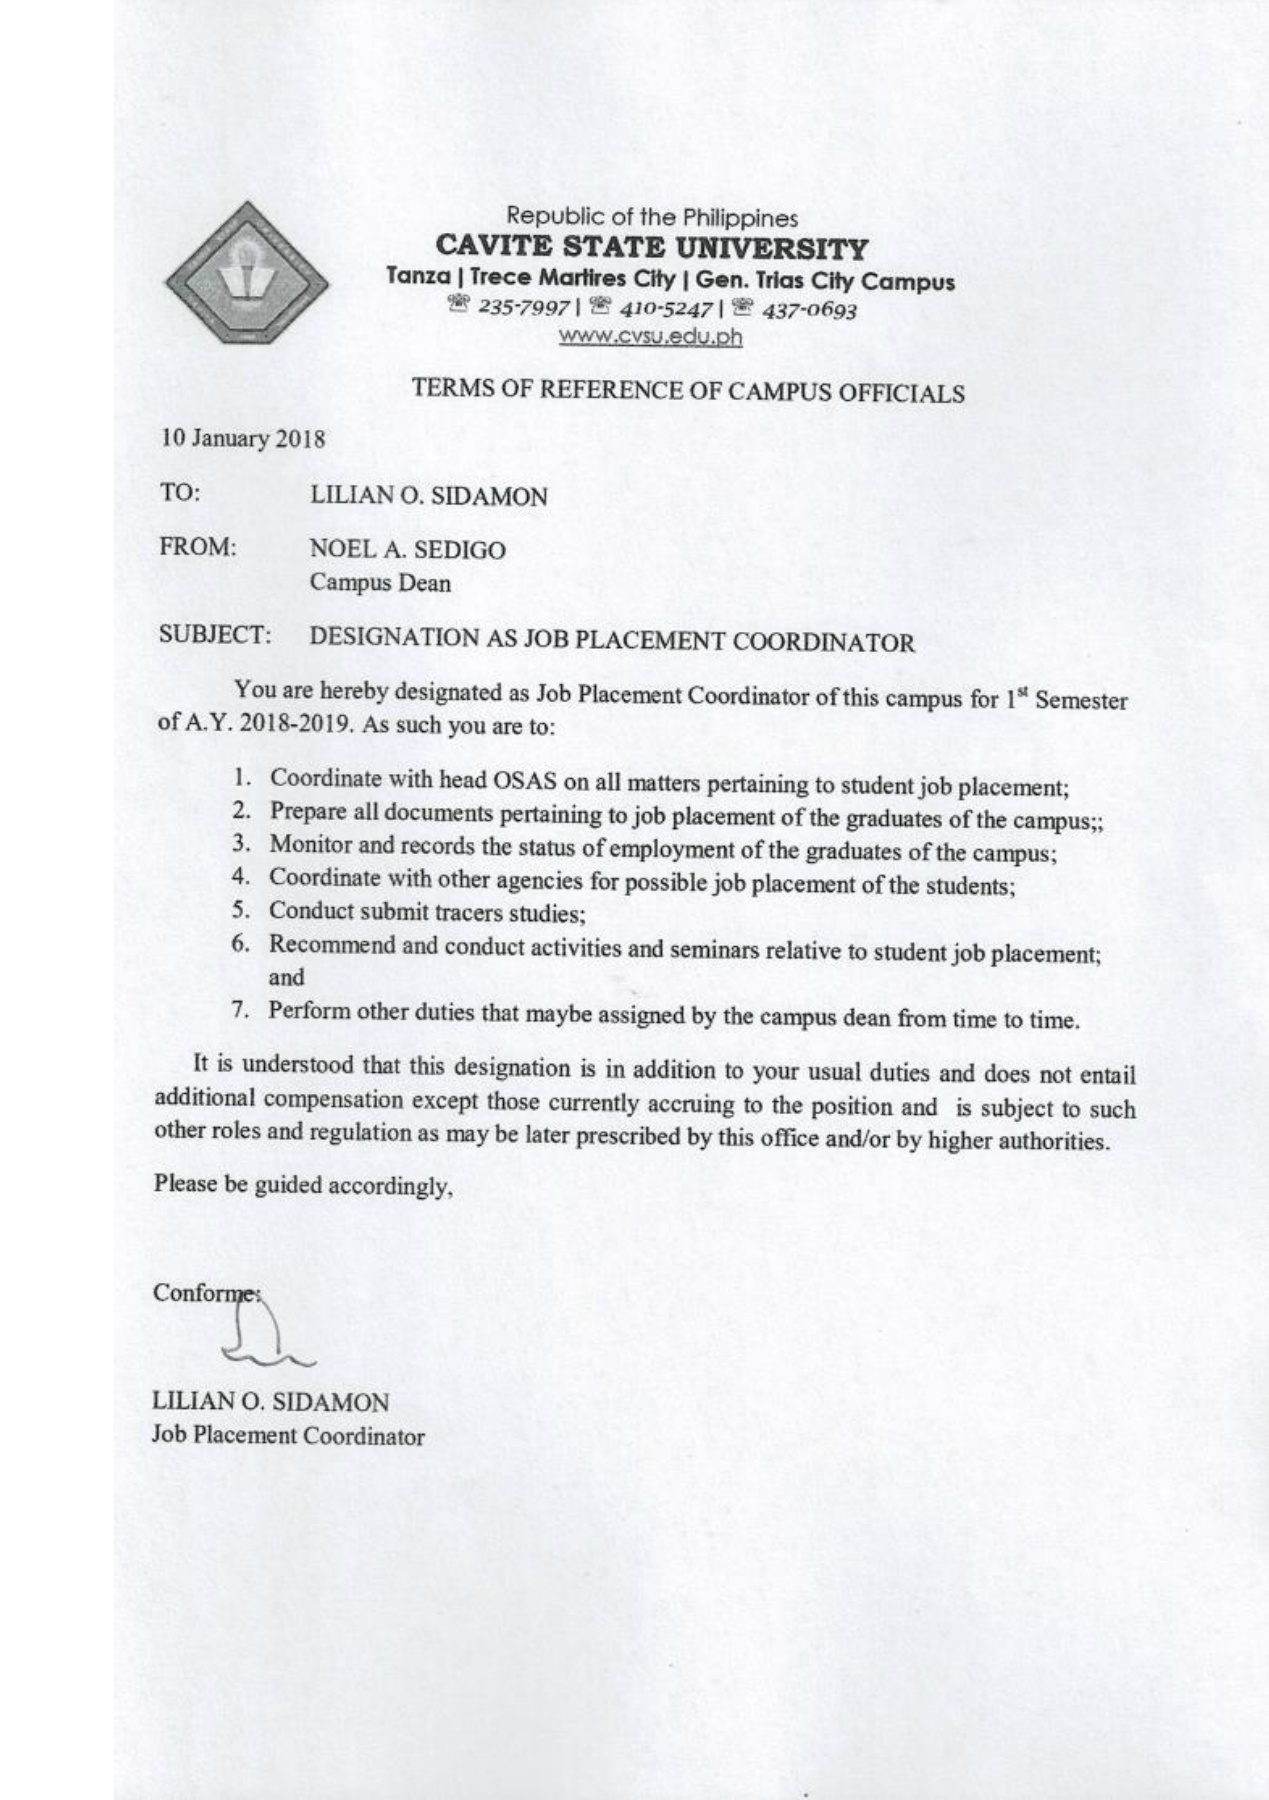 Republic of the Philippines
CAVITE STATE UNIVERSITY
Tanza | Trece Martires City | Gen. Trias City Campus
☏ 235-7997 | ☏ 410-5247 | ☏ 437-0693
www.cvsu.edu.ph
TERMS OF REFERENCE OF CAMPUS OFFICIALS
10 January 2018
TO: LILIAN O. SIDAMON
FROM: NOEL A. SEDIGO
Campus Dean
SUBJECT: DESIGNATION AS JOB PLACEMENT COORDINATOR
You are hereby designated as Job Placement Coordinator of this campus for 1st Semester
of A.Y. 2018-2019. As such you are to:
1. Coordinate with head OSAS on all matters pertaining to student job placement;
2. Prepare all documents pertaining to job placement of the graduates of the campus;;
3. Monitor and records the status of employment of the graduates of the campus;
4. Coordinate with other agencies for possible job placement of the students;
5. Conduct submit tracers studies;
6. Recommend and conduct activities and seminars relative to student job placement;
and
7. Perform other duties that maybe assigned by the campus dean from time to time.
It is understood that this designation is in addition to your usual duties and does not entail
additional compensation except those currently accruing to the position and is subject to such
other roles and regulation as may be later prescribed by this office and/or by higher authorities.
Please be guided accordingly,
Conforme:
LILIAN O. SIDAMON
Job Placement Coordinator